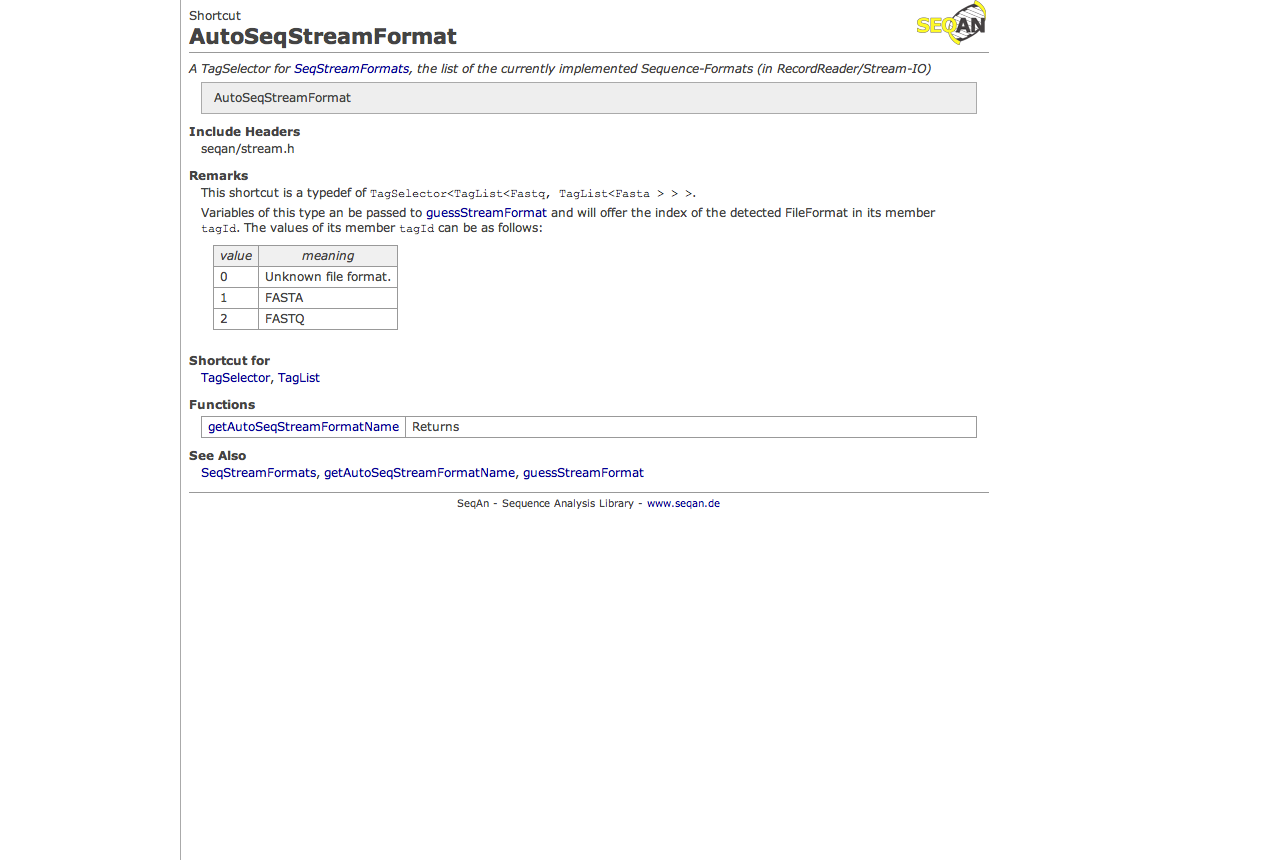 Shortcut
AutoSeqStreamFormat
SEQAN
A TagSelector for SeqStreamFormats, the list of the currently implemented Sequence-Formats (in RecordReader/Stream-IO)
AutoSeqStreamFormat
Include Headers
seqan/stream.h
Remarks
This shortcut is a typedef of TagSelector<TagList<Fastq, TagList<Fasta > > >.
Variables of this type an be passed to guessStreamFormat and will offer the index of the detected FileFormat in its member
tagId. The values of its member tagId can be as follows:
value meaning
0 Unknown file format.
1 FASTA
2 FASTQ
Shortcut for
TagSelector, TagList
Functions
getAutoSeqStreamFormatName Returns
See Also
SeqStreamFormats, getAutoSeqStreamFormatName, guessStreamFormat
SeqAn - Sequence Analysis Library - www.seqan.de